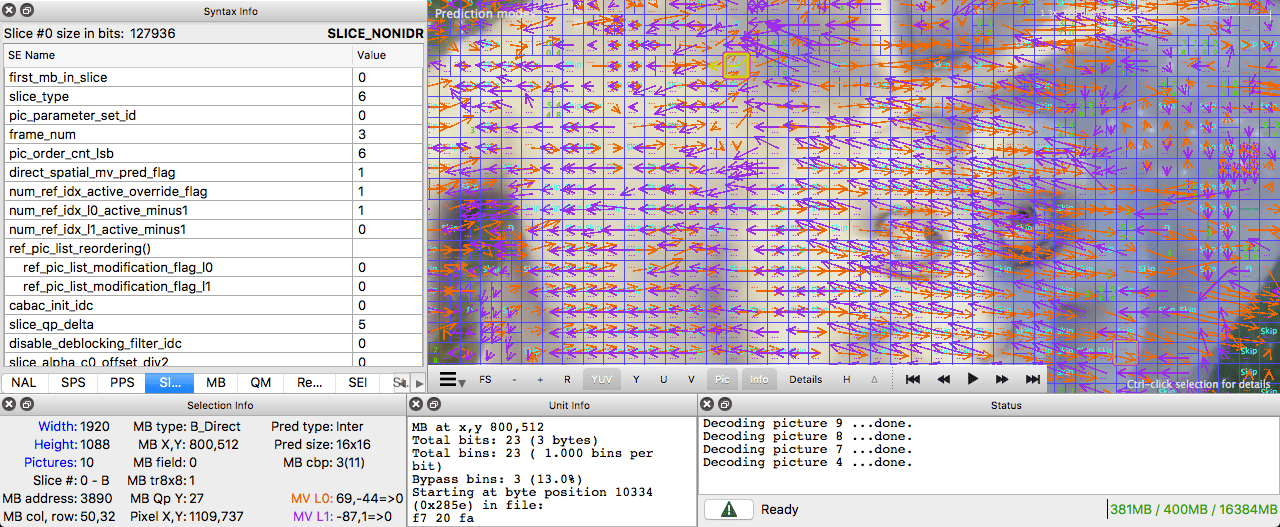 Syntax Info
Slice #0 size in bits: 127936 SLICE_NONIDR
SE Name Value
first_mb_in_slice 0
slice_type 6
pic_parameter_set_id 0
frame_num 3
pic_order_cnt_lsb 6
direct_spatial_mv_pred_flag 1
num_ref_idx_active_override_flag 1
num_ref_idx_l0_active_minus1 1
num_ref_idx_l1_active_minus1 0
ref_pic_list_reordering()
ref_pic_list_modification_flag_l0 0
ref_pic_list_modification_flag_l1 0
cabac_init_idc 0
slice_qp_delta 5
disable_deblocking_filter_idc 0
slice_alpha_c0_offset_div2 0
NAL SPS PPS Sl... MB QM Re... SEI
Prediction
Skip
Skip
Skip
Skip
Skip
FS - + R YUV Y U V Pic Info Details H Δ
Ctrl-click selection for details
Selection Info
Width: 1920 MB type: B_Direct Pred type: Inter
Height: 1088 MB X,Y: 800,512 Pred size: 16x16
Pictures: 10 MB field: 0 MB cbp: 3(11)
Slice #: 0 - B MB tr8x8: 1
MB address: 3890 MB Qp Y: 27 MV L0: 69,-44=>0
MB col, row: 50,32 Pixel X,Y: 1109,737 MV L1: -87,1=>0
Unit Info
MB at x,y 800,512
Total bits: 23 (3 bytes)
Total bins: 23 ( 1.000 bins per
bit)
Bypass bins: 3 (13.0%)
Starting at byte position 10334
(0x285e) in file:
f7 20 fa
Status
Decoding picture 9 ...done.
Decoding picture 8 ...done.
Decoding picture 7 ...done.
Decoding picture 4 ...done.
Ready
381MB / 400MB / 16384MB